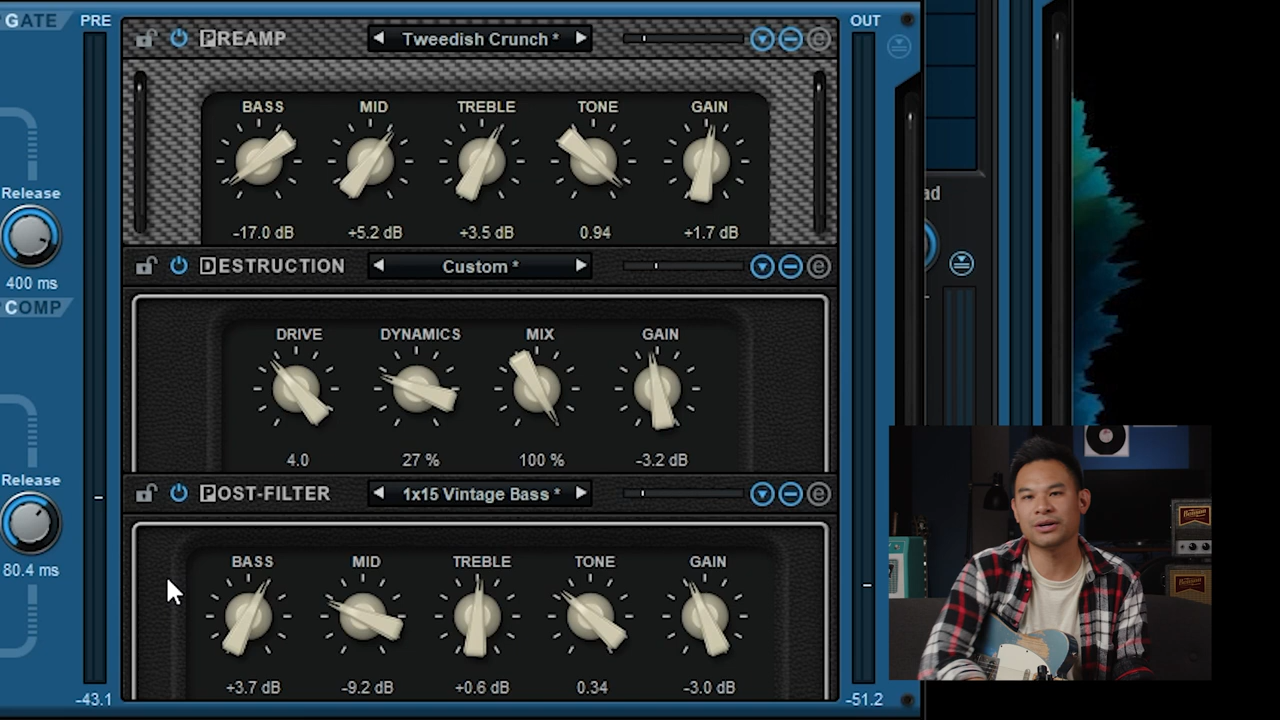 GATE
PRE
PREAMP
Tweedish Crunch *
e
OUT
BASS
MID
TREBLE
TONE
GAIN
-17.0 dB
+5.2 dB
+3.5 dB
0.94
+1.7 dB
Release
400 ms
ad
DESTRUCTION
Custom *
e
COMP
DRIVE
DYNAMICS
MIX
GAIN
4.0
27 %
100 %
-3.2 dB
Release
80.4 ms
POST-FILTER
1x15 Vintage Bass *
e
BASS
MID
TREBLE
TONE
GAIN
+3.7 dB
-9.2 dB
+0.6 dB
0.34
-3.0 dB
-43.1
-51.2
Benson
Benson